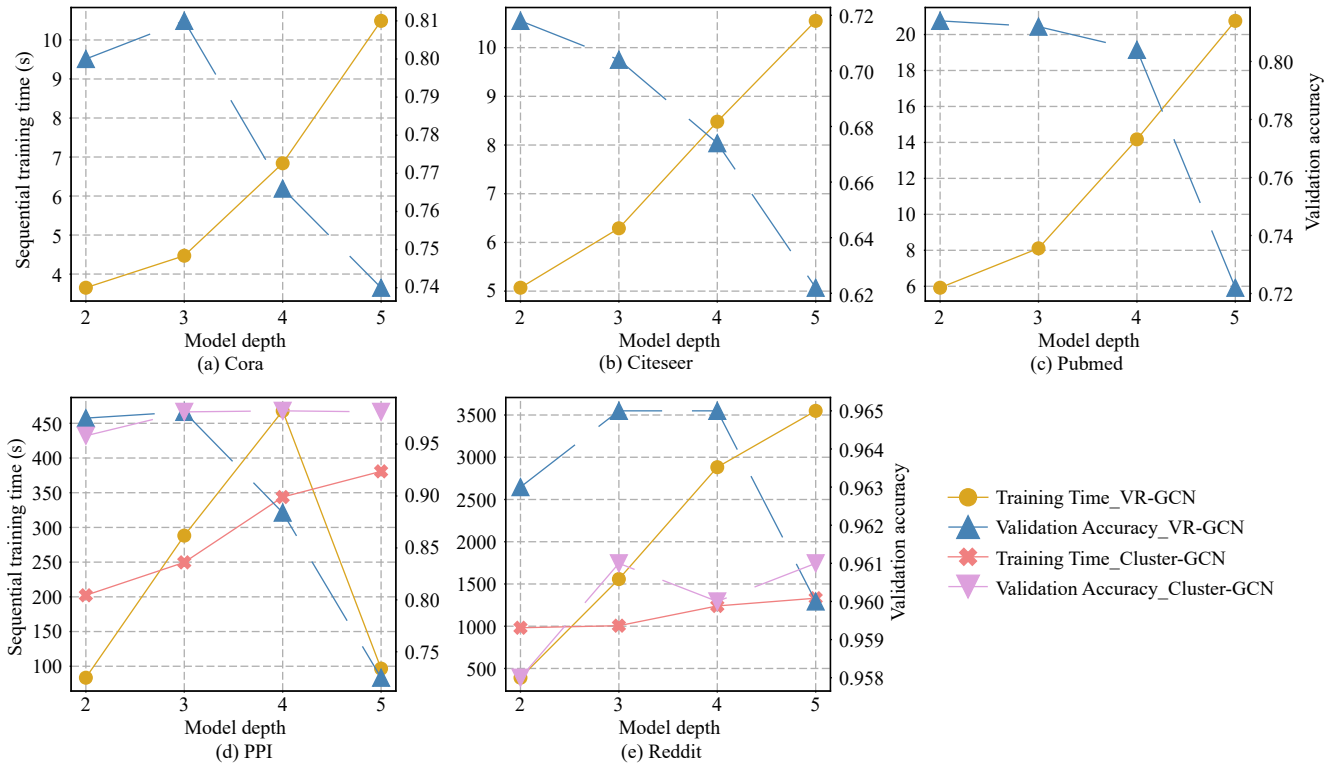 Sequential training time (s)
10
9
8
7
6
5
4
0.81
0.80
0.79
0.78
0.77
0.76
0.75
0.74
2 3 4 5
Model depth
(a) Cora
10
9
8
7
6
5
0.72
0.70
0.68
0.66
0.64
0.62
2 3 4 5
Model depth
(b) Citeseer
20
18
16
14
12
10
8
6
0.80
0.78
0.76
0.74
0.72
Validation accuracy
2 3 4 5
Model depth
(c) Pubmed
Sequential training time (s)
450
400
350
300
250
200
150
100
0.95
0.90
0.85
0.80
0.75
2 3 4 5
Model depth
(d) PPI
3500
3000
2500
2000
1500
1000
500
0.965
0.964
0.963
0.962
0.961
0.960
0.959
0.958
Validation accuracy
2 3 4 5
Model depth
(e) Reddit
Training Time_VR-GCN
Validation Accuracy_VR-GCN
Training Time_Cluster-GCN
Validation Accuracy_Cluster-GCN